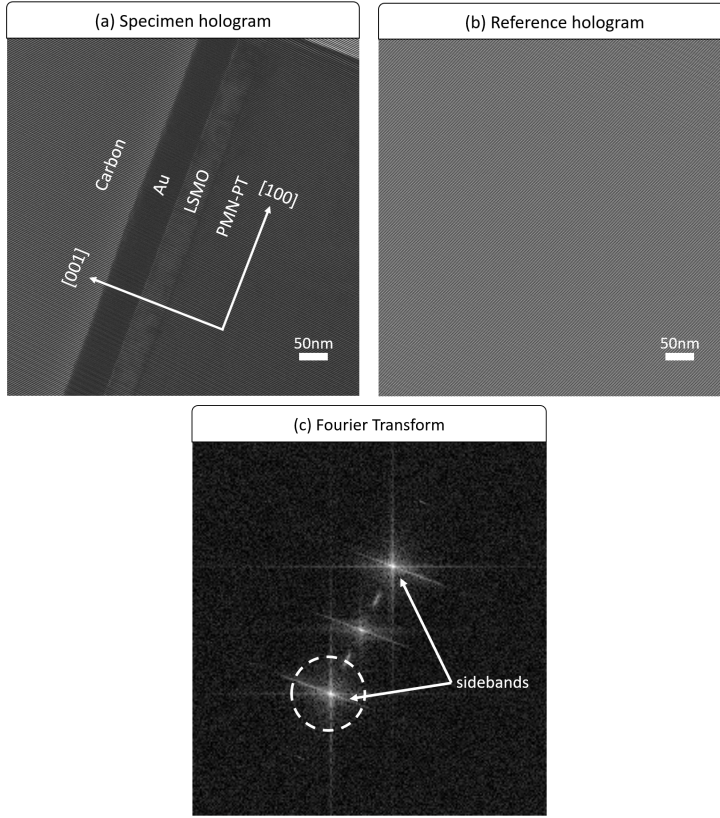 (a) Specimen hologram
(b) Reference hologram
Carbon
Au
LSMO
PMN-PT
[100]
[001]
50nm
50nm
(c) Fourier Transform
sidebands